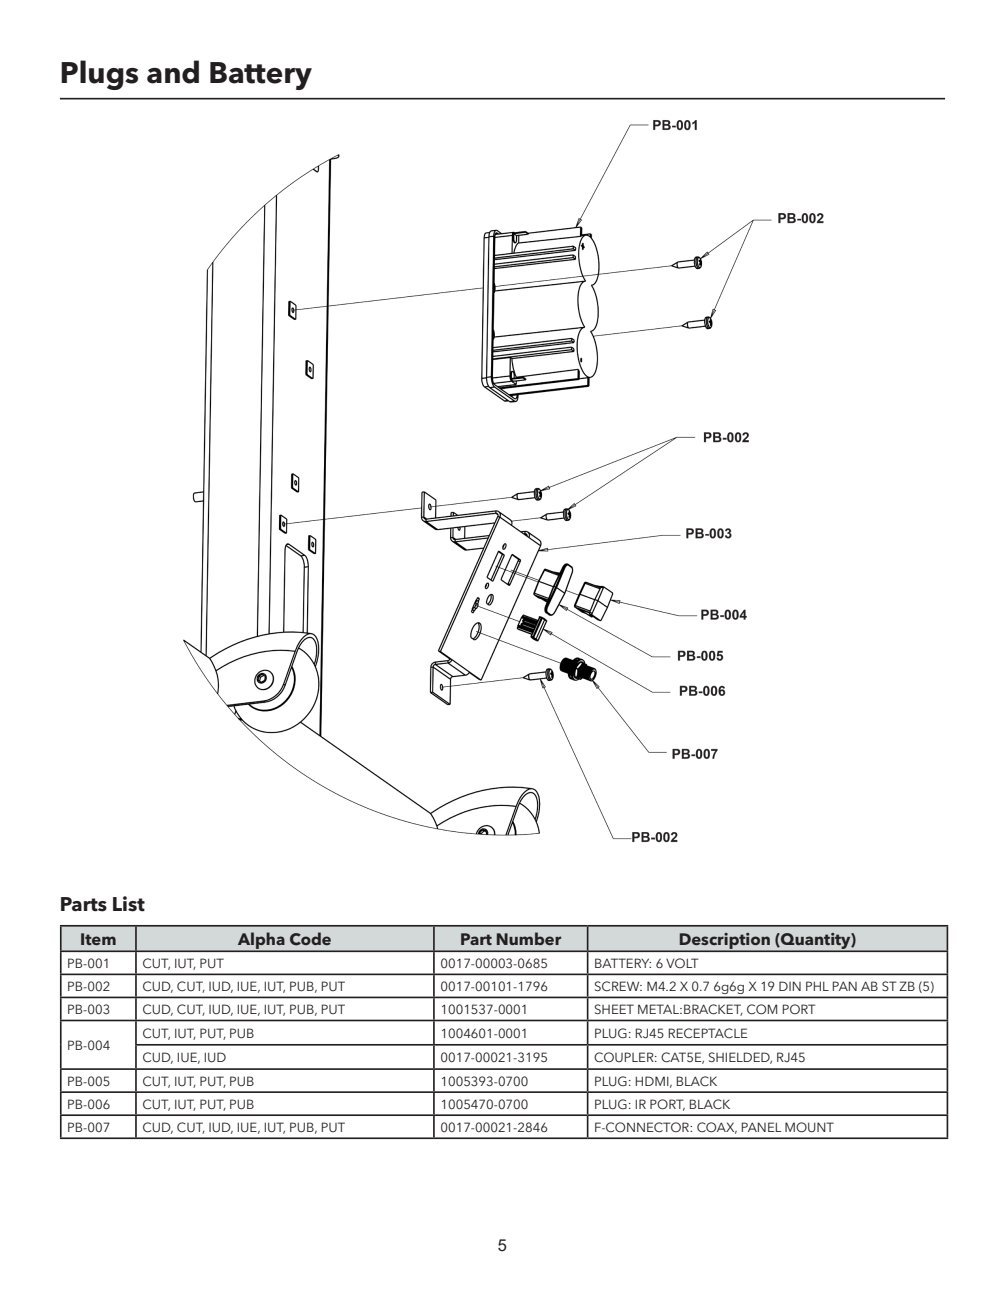 Plugs and Battery
PB-001
PB-002
PB-002
PB-003
PB-004
PB-005
PB-006
PB-007
PB-002
Parts List
Item Alpha Code Part Number Description (Quantity)
PB-001 CUT, IUT, PUT 0017-00003-0685 BATTERY: 6 VOLT
PB-002 CUD, CUT, IUD, IUE, IUT, PUB, PUT 0017-00101-1796 SCREW: M4.2 X 0.7 6g6g X 19 DIN PHL PAN AB ST ZB (5)
PB-003 CUD, CUT, IUD, IUE, IUT, PUB, PUT 1001537-0001 SHEET METAL:BRACKET, COM PORT
PB-004 CUT, IUT, PUT, PUB 1004601-0001 PLUG: RJ45 RECEPTACLE
CUD, IUE, IUD 0017-00021-3195 COUPLER: CAT5E, SHIELDED, RJ45
PB-005 CUT, IUT, PUT, PUB 1005393-0700 PLUG: HDMI, BLACK
PB-006 CUT, IUT, PUT, PUB 1005470-0700 PLUG: IR PORT, BLACK
PB-007 CUD, CUT, IUD, IUE, IUT, PUB, PUT 0017-00021-2846 F-CONNECTOR: COAX, PANEL MOUNT
5